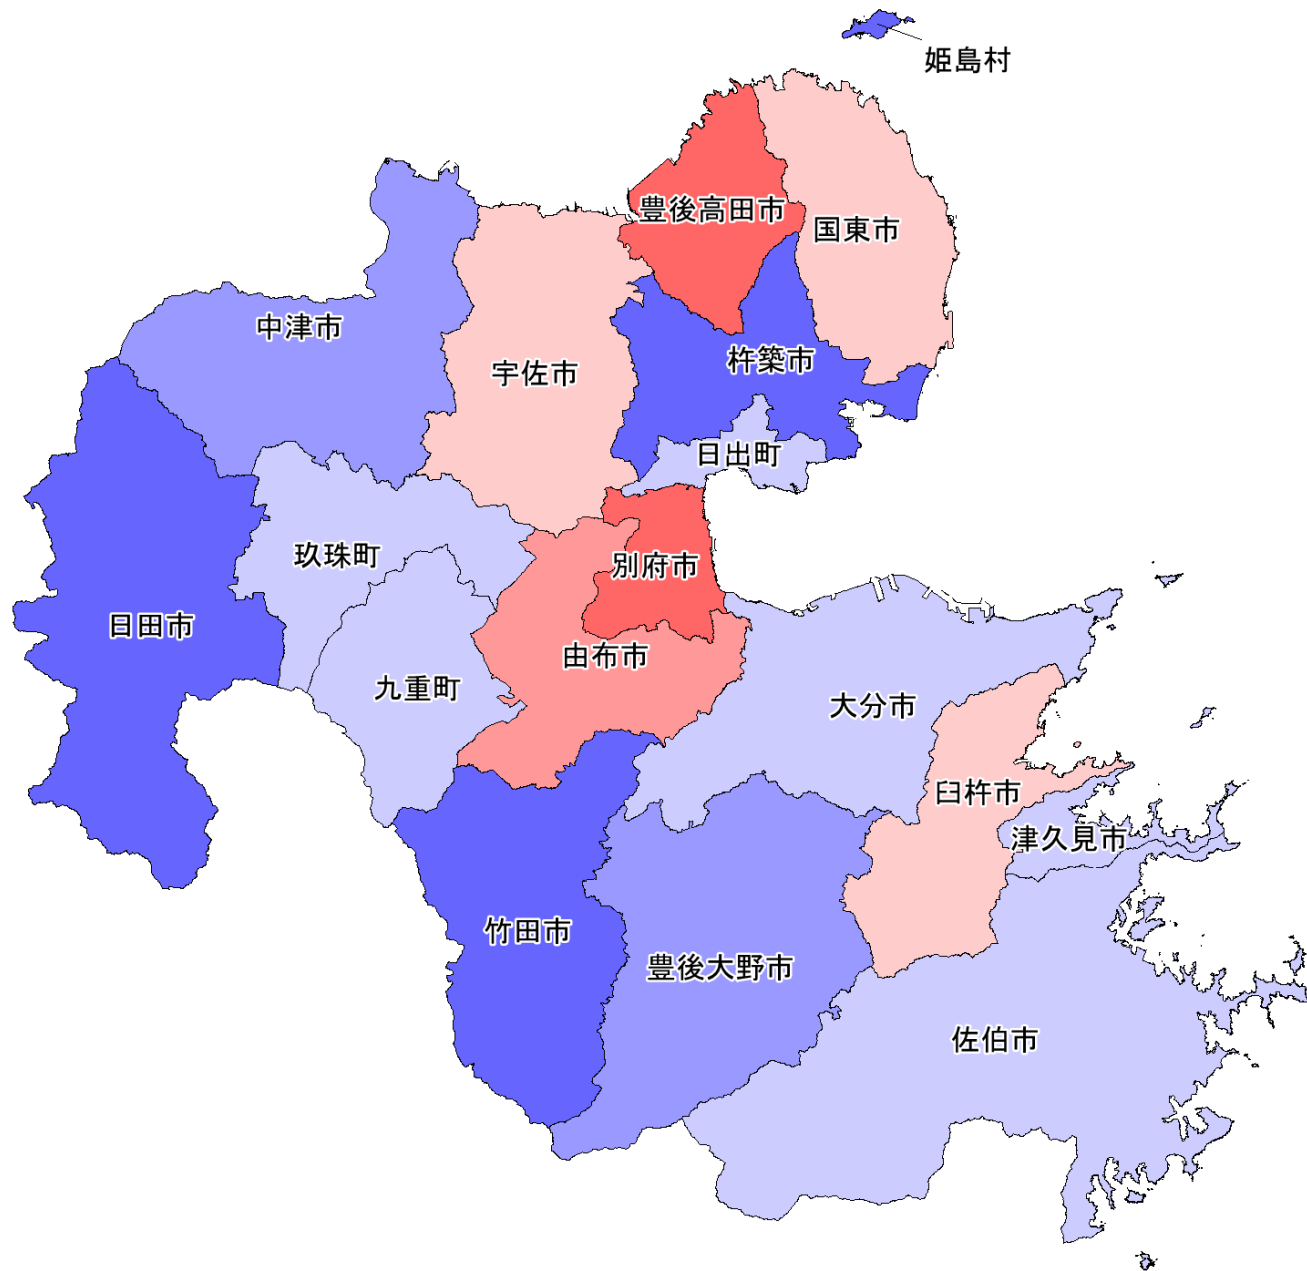 姫島村
豊後高田市
国東市
中津市
宇佐市
杵築市
日出町
玖珠町
別府市
日田市
由布市
九重町
大分市
臼杵市
津久見市
竹田市
豊後大野市
佐伯市